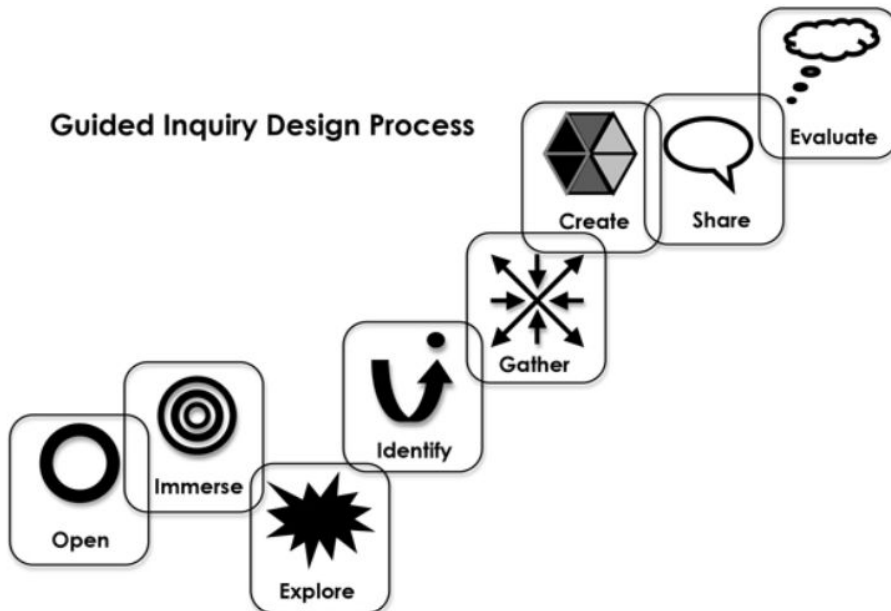 Guided Inquiry Design Process
Open
Immerse
Explore
Identify
Gather
Create
Share
Evaluate